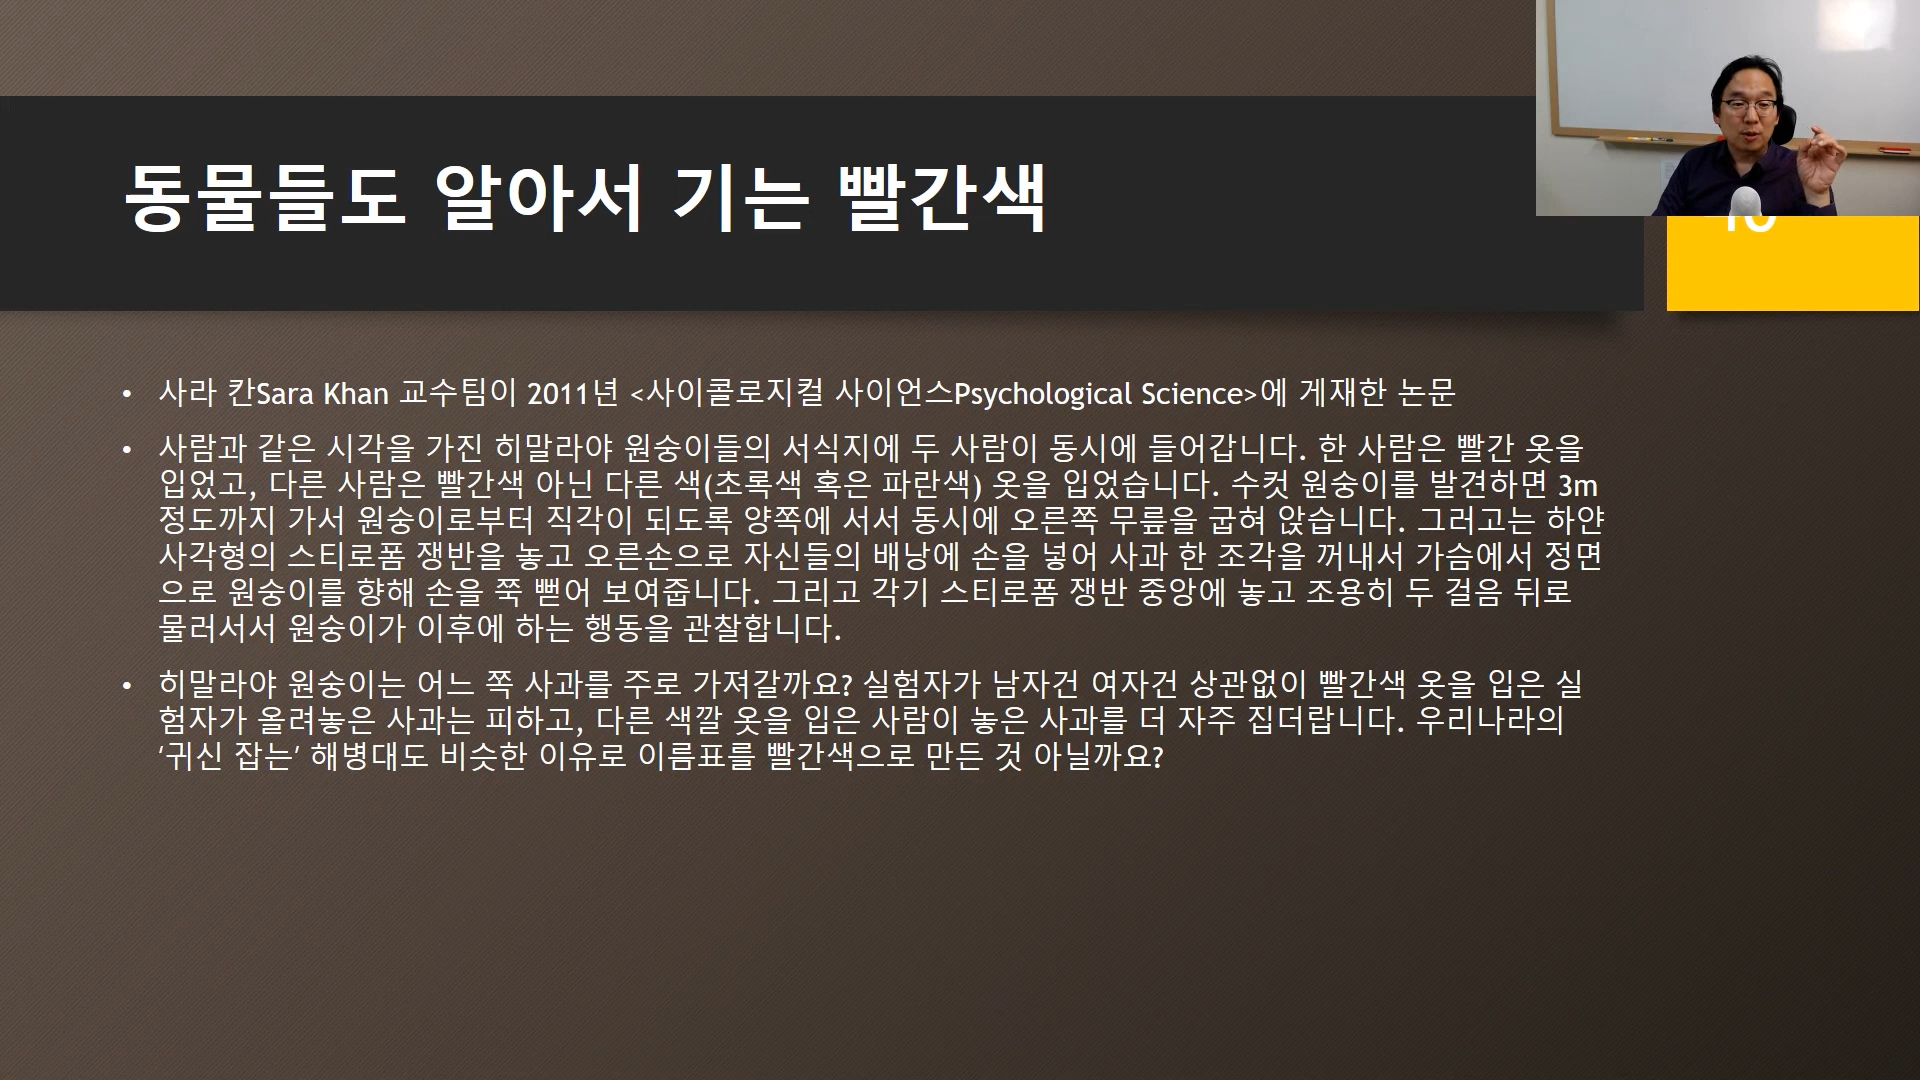 동물들도 알아서 기는 빨간색
• 사라 칸Sara Khan 교수팀이 2011년 <사이콜로지컬 사이언스Psychological Science>에 게재한 논문
• 사람과 같은 시각을 가진 히말라야 원숭이들의 서식지에 두 사람이 동시에 들어갑니다. 한 사람은 빨간 옷을
입었고, 다른 사람은 빨간색 아닌 다른 색(초록색 혹은 파란색) 옷을 입었습니다. 수컷 원숭이를 발견하면 3m
정도까지 가서 원숭이로부터 직각이 되도록 양쪽에 서서 동시에 오른쪽 무릎을 굽혀 앉습니다. 그러고는 하얀
사각형의 스티로폼 쟁반을 놓고 오른손으로 자신들의 배낭에 손을 넣어 사과 한 조각을 꺼내서 가슴에서 정면
으로 원숭이를 향해 손을 쭉 뻗어 보여줍니다. 그리고 각기 스티로폼 쟁반 중앙에 놓고 조용히 두 걸음 뒤로
물러서서 원숭이가 이후에 하는 행동을 관찰합니다.
• 히말라야 원숭이는 어느 쪽 사과를 주로 가져갈까요? 실험자가 남자건 여자건 상관없이 빨간색 옷을 입은 실
험자가 올려놓은 사과는 피하고, 다른 색깔 옷을 입은 사람이 놓은 사과를 더 자주 집더랍니다. 우리나라의
‘귀신 잡는’ 해병대도 비슷한 이유로 이름표를 빨간색으로 만든 것 아닐까요?